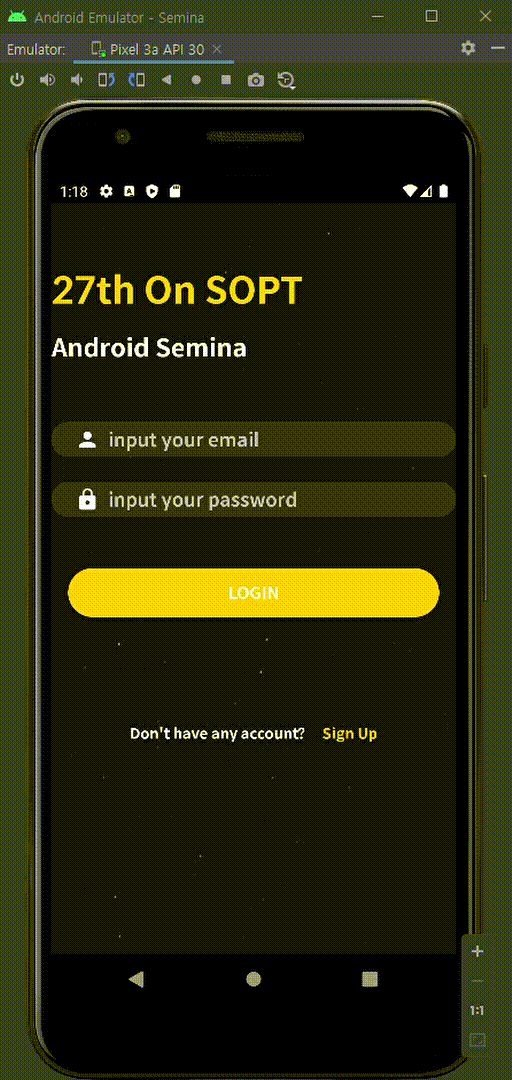 Android Emulator - Semina
Emulator: Pixel 3a API 30
1:18
27th On SOPT
Android Semina
input your email
input your password
LOGIN
Don't have any account? Sign Up
1:1